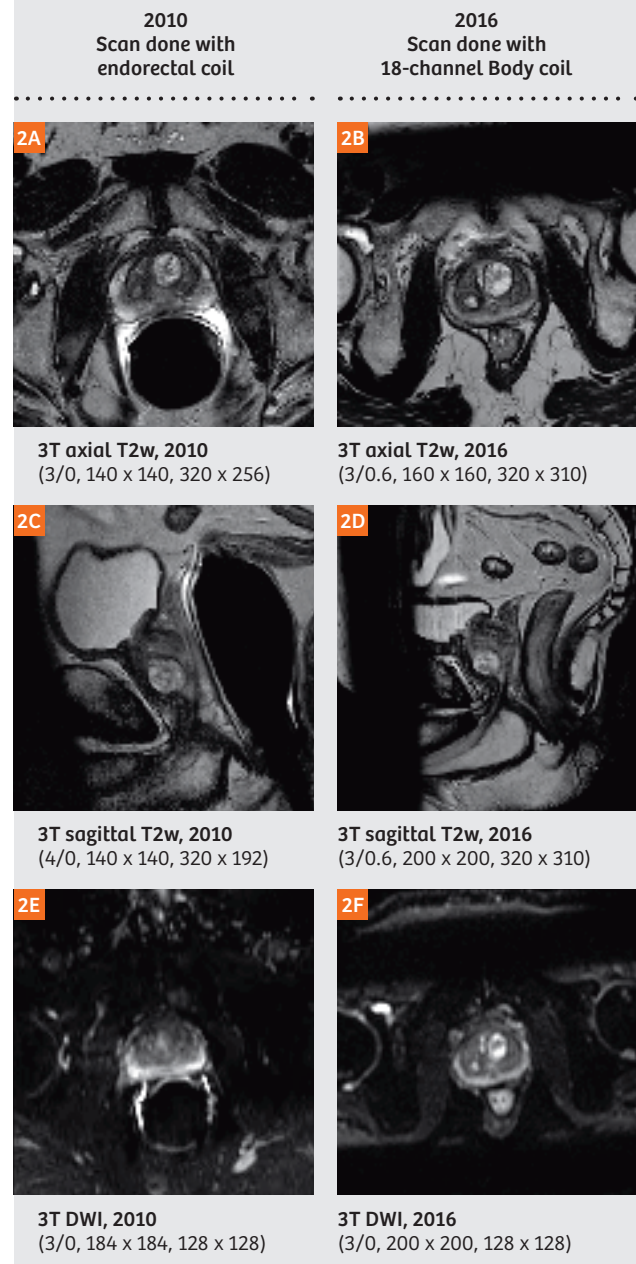 2010
Scan done with
endorectal coil
2016
Scan done with
18-channel Body coil
2A
2B
3T axial T2w, 2010
(3/0, 140 x 140, 320 x 256)
3T axial T2w, 2016
(3/0.6, 160 x 160, 320 x 310)
2C
2D
3T sagittal T2w, 2010
(4/0, 140 x 140, 320 x 192)
3T sagittal T2w, 2016
(3/0.6, 200 x 200, 320 x 310)
2E
2F
3T DWI, 2010
(3/0, 184 x 184, 128 x 128)
3T DWI, 2016
(3/0, 200 x 200, 128 x 128)